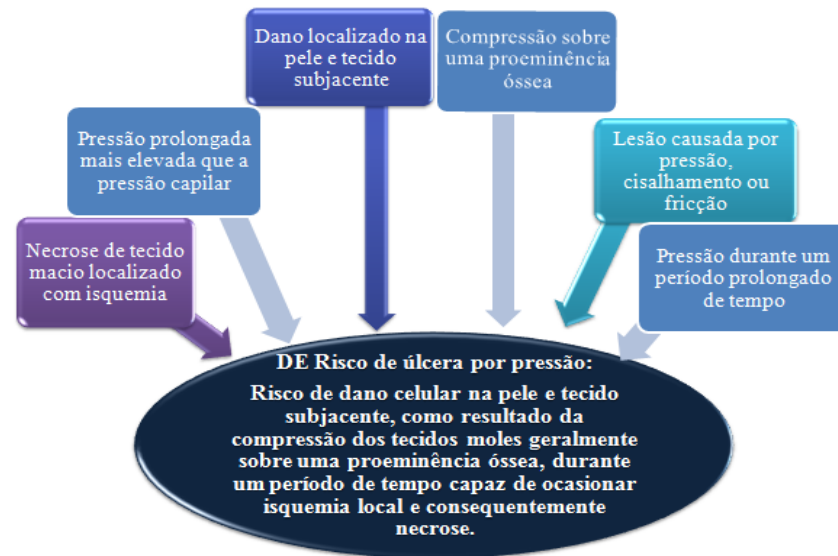 Dano localizado na
pele e tecido
subjacente
Compressão sobre
uma proeminência
óssea
Pressão prolongada
mais elevada que a
pressão capilar
Lesão causada por
pressão,
cisalhamento ou
fricção
Necrose de tecido
macio localizado
com isquemia
Pressão durante um
período prolongado
de tempo
DE Risco de úlcera por pressão:
Risco de dano celular na pele e tecido
subjacente, como resultado da
compressão dos tecidos moles geralmente
sobre uma proeminência óssea, durante
um período de tempo capaz de ocasionar
isquemia local e consequentemente
necrose.